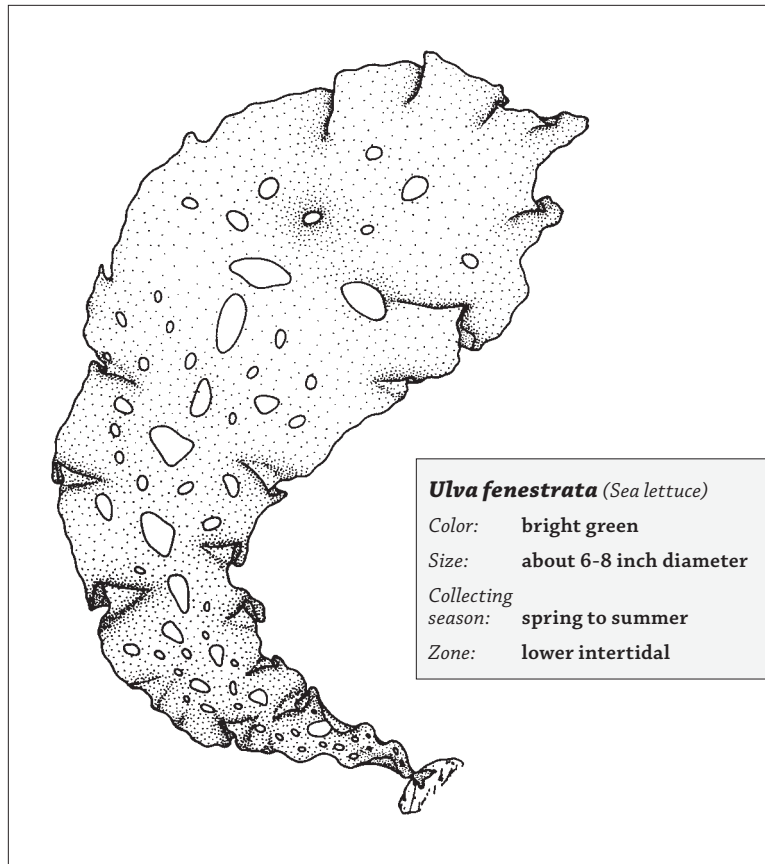 Ulva fenestrata (Sea lettuce)
Color: bright green
Size: about 6-8 inch diameter
Collecting
season: spring to summer
Zone: lower intertidal